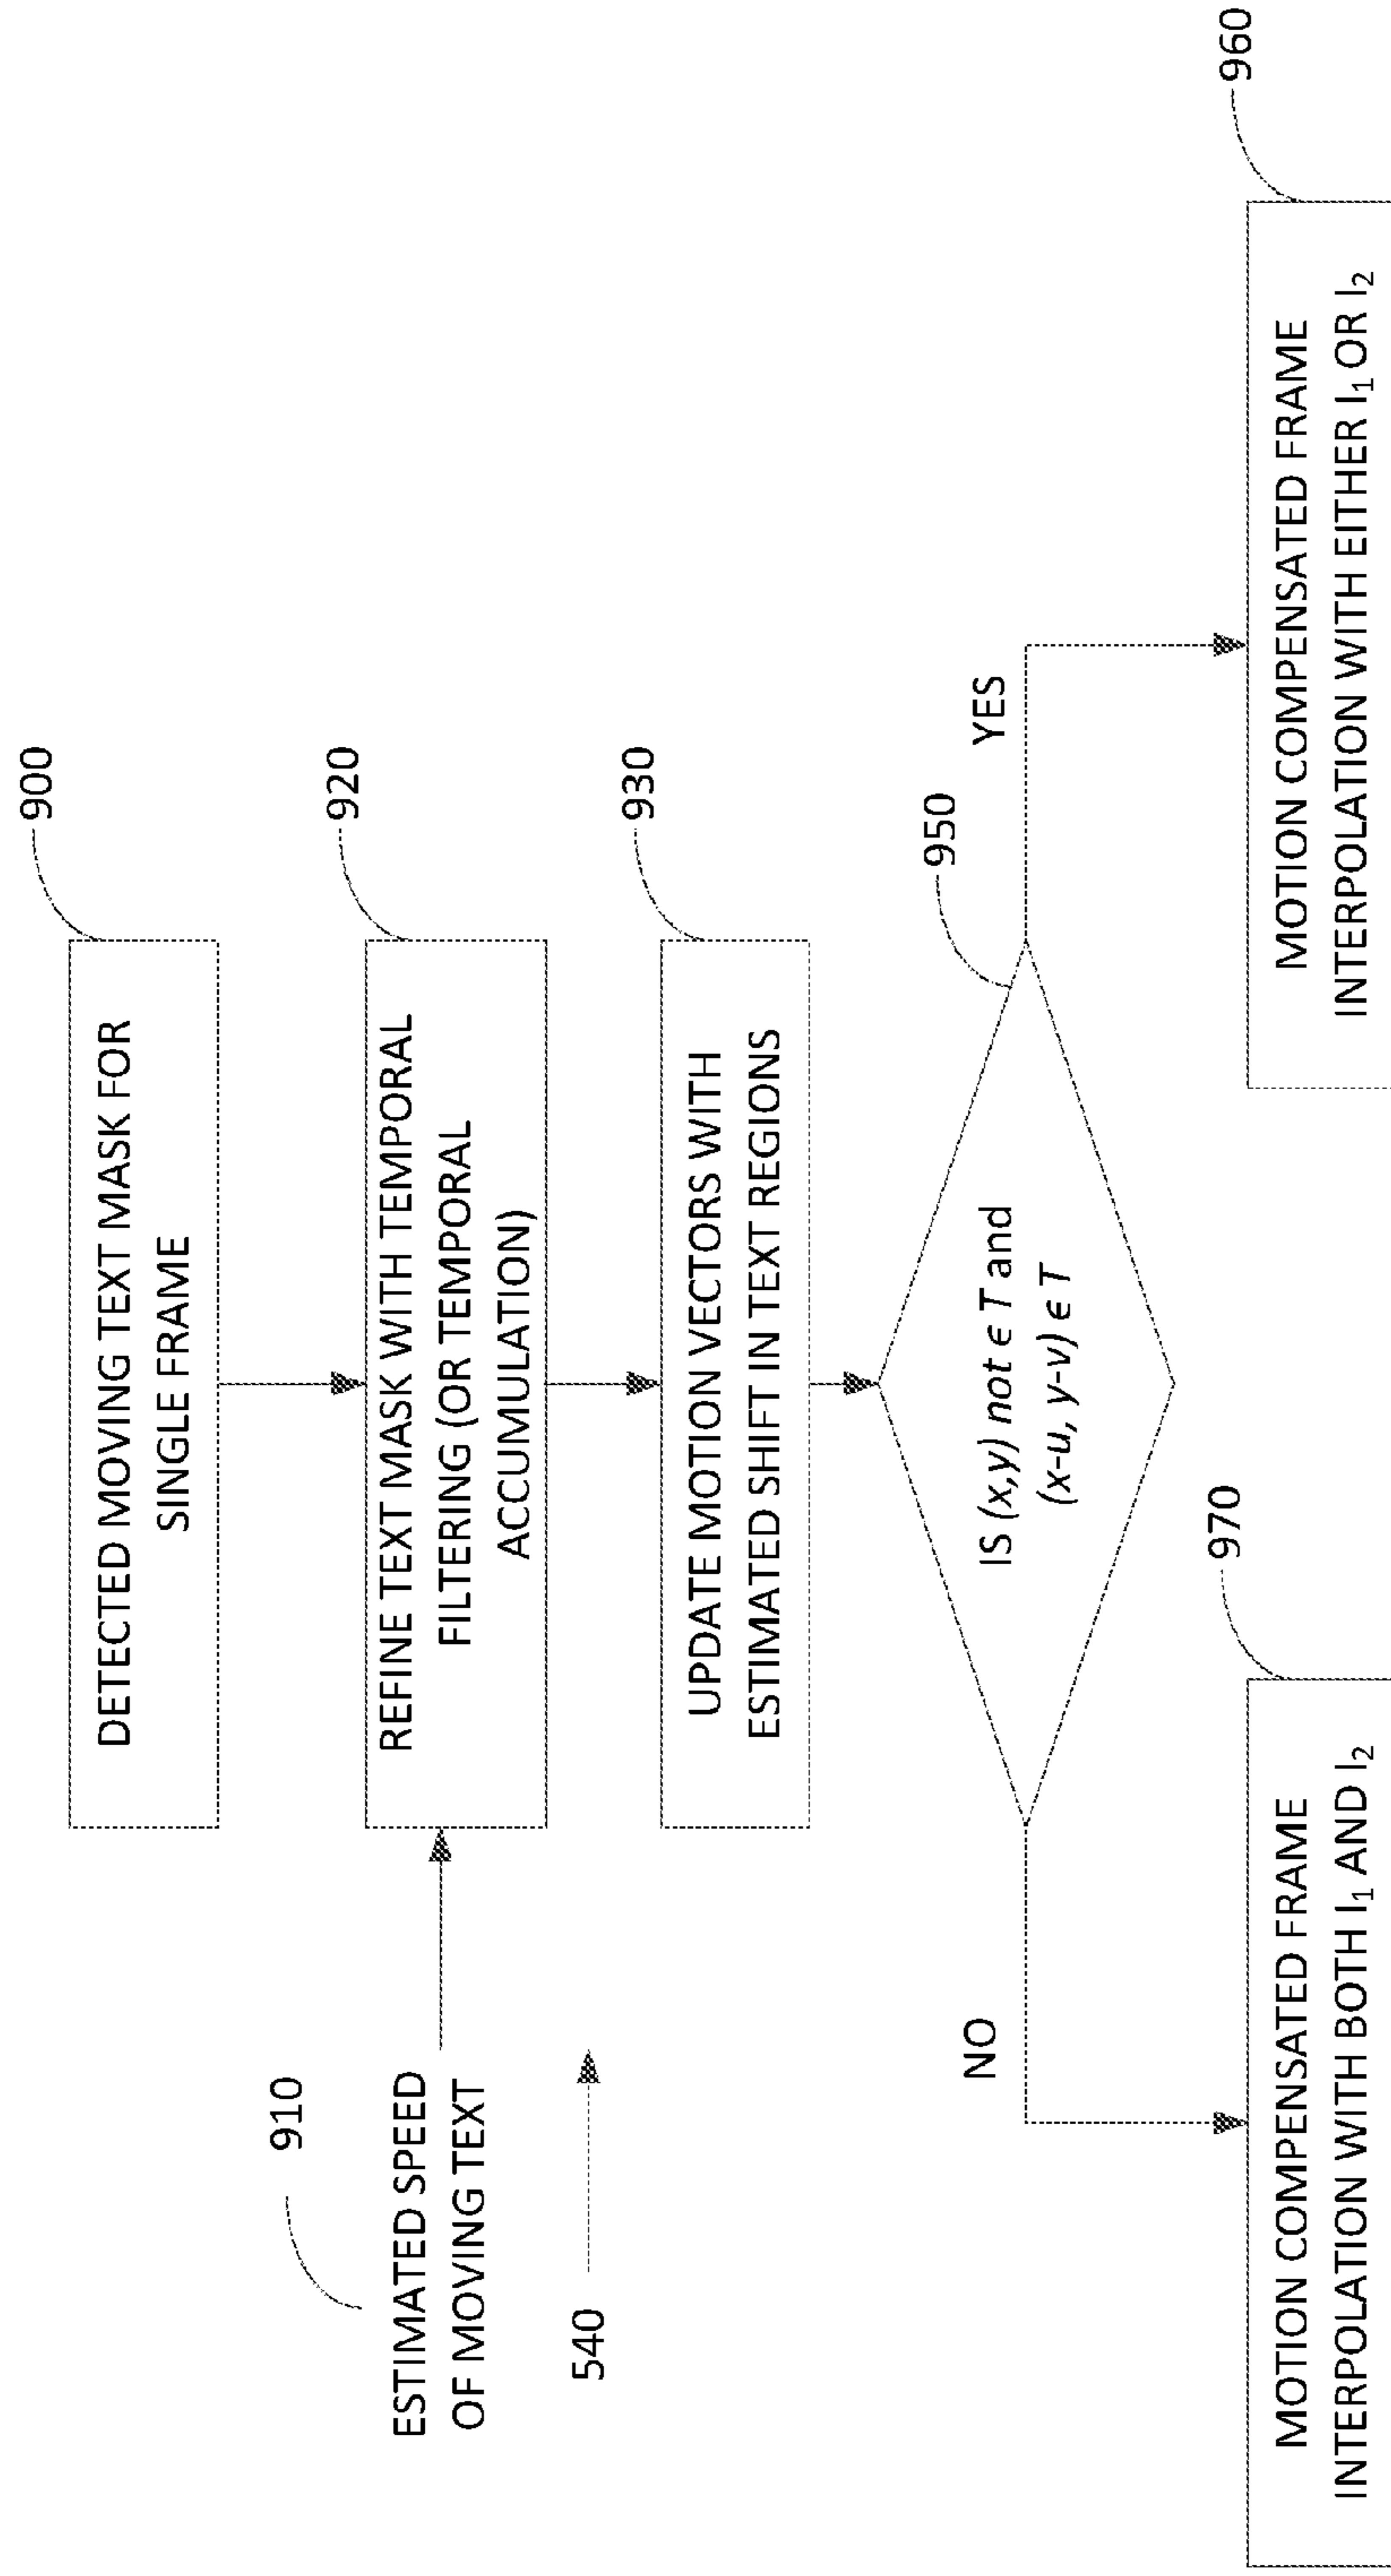 900
DETECTED MOVING TEXT MASK FOR
SINGLE FRAME
910
ESTIMATED SPEED
OF MOVING TEXT
920
REFINE TEXT MASK WITH TEMPORAL
FILTERING (OR TEMPORAL
ACCUMULATION)
540
930
UPDATE MOTION VECTORS WITH
ESTIMATED SHIFT IN TEXT REGIONS
950
IS (x,y) not ϵ T and
(x-u, y-v) ϵ T
NO
YES
970
MOTION COMPENSATED FRAME
INTERPOLATION WITH BOTH I₁ AND I₂
960
MOTION COMPENSATED FRAME
INTERPOLATION WITH EITHER I₁ OR I₂